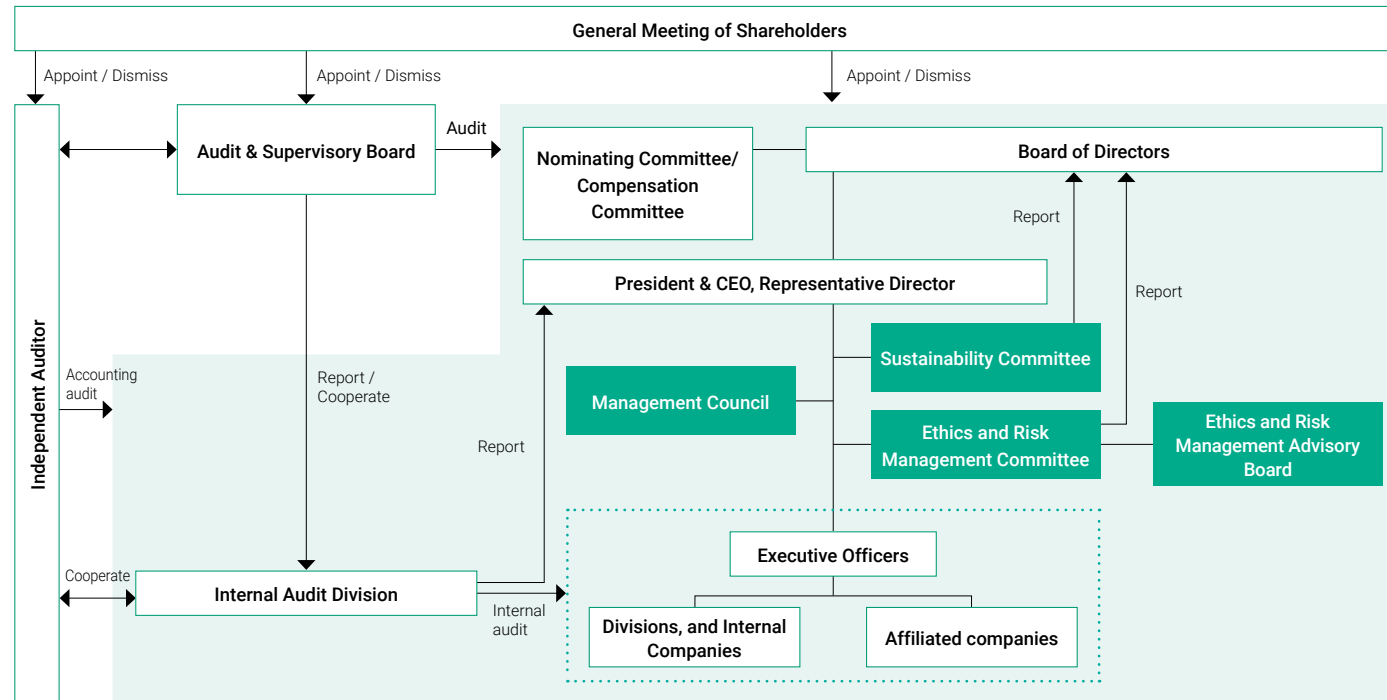 General Meeting of Shareholders
Appoint / Dismiss
Appoint / Dismiss
Appoint / Dismiss
Independent Auditor
Audit & Supervisory Board
Audit
Nominating Committee/
Compensation
Committee
Board of Directors
Report
Report
President & CEO, Representative Director
Sustainability Committee
Accounting
audit
Report /
Cooperate
Management Council
Report
Ethics and Risk
Management Committee
Ethics and Risk
Management Advisory
Board
Executive Officers
Cooperate
Internal Audit Division
Internal
audit
Divisions, and Internal
Companies
Affiliated companies